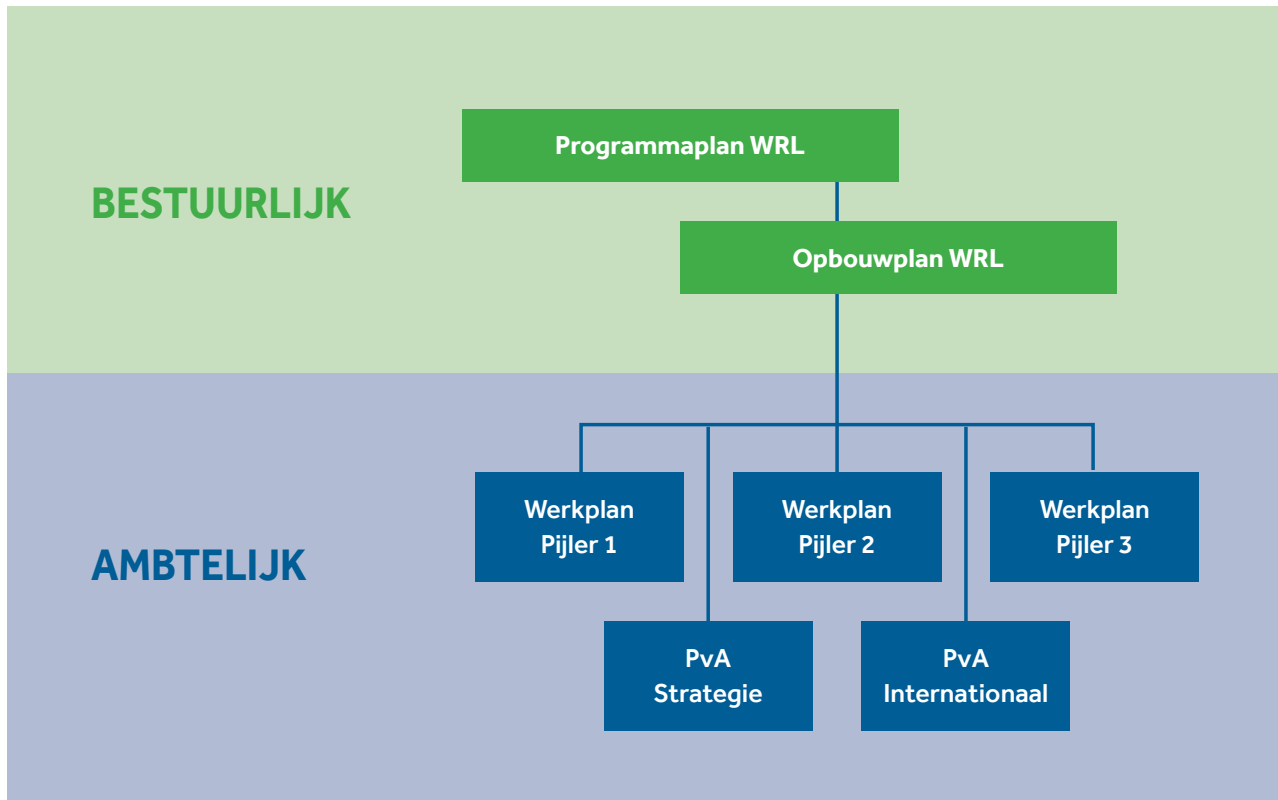 BESTUURLIJK
Programmaplan WRL
Opbouwplan WRL
AMBTELIJK
Werkplan
Pijler 1
Werkplan
Pijler 2
Werkplan
Pijler 3
PvA
Strategie
PvA
Internationaal